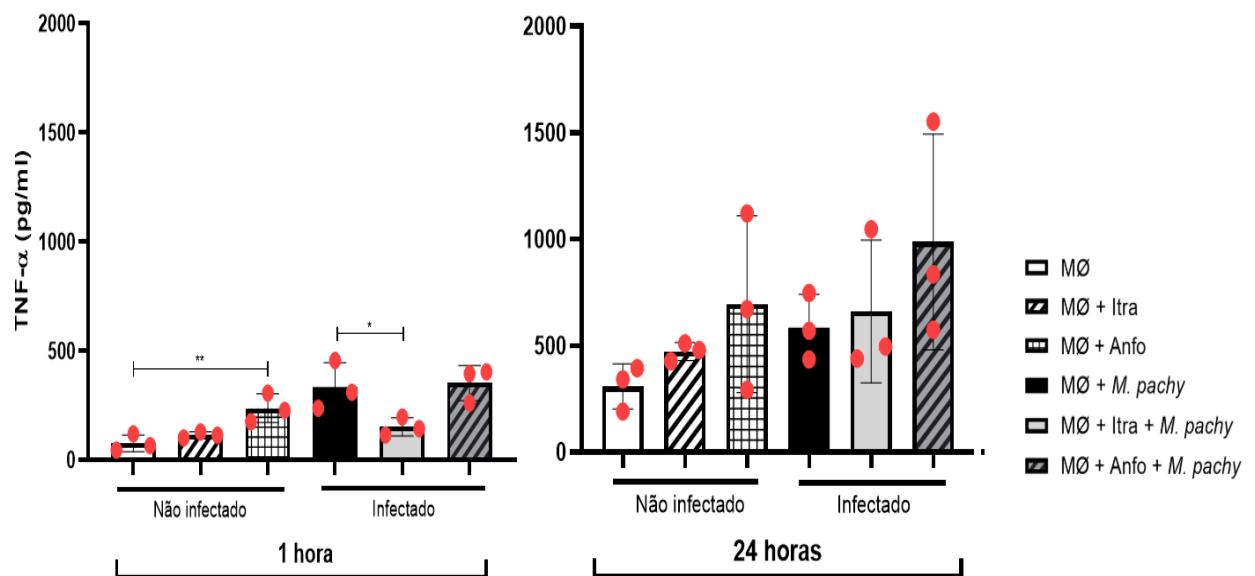 TNF-α (pg/ml)
2000
1500
1000
500
0
**
*
Não infectado
Infectado
1 hora
2000
1500
1000
500
0
Não infectado
Infectado
24 horas
MØ
MØ + Itra
MØ + Anfo
MØ + M. pachy
MØ + Itra + M. pachy
MØ + Anfo + M. pachy